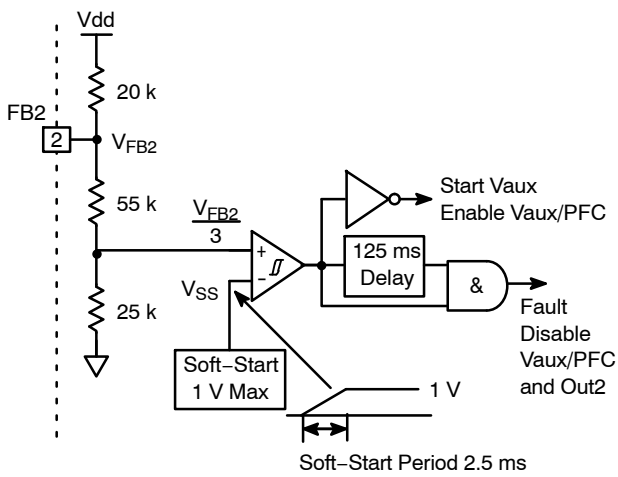 Vdd
20 k
FB2
2
VFB2
55 k
VFB2
3
+
−
VSS
25 k
Soft−Start
1 V Max
125 ms
Delay
&
Start Vaux
Enable Vaux/PFC
Fault
Disable
Vaux/PFC
and Out2
1 V
Soft−Start Period 2.5 ms